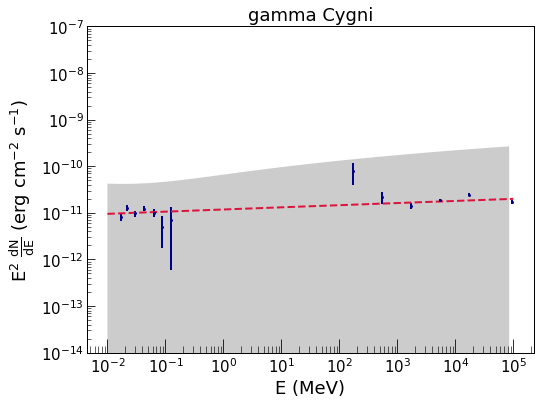 gamma Cygni
E² dN/dE (erg cm⁻² s⁻¹)
10⁻⁷
10⁻⁸
10⁻⁹
10⁻¹⁰
10⁻¹¹
10⁻¹²
10⁻¹³
10⁻¹⁴
10⁻² 10⁻¹ 10⁰ 10¹ 10² 10³ 10⁴ 10⁵
E (MeV)